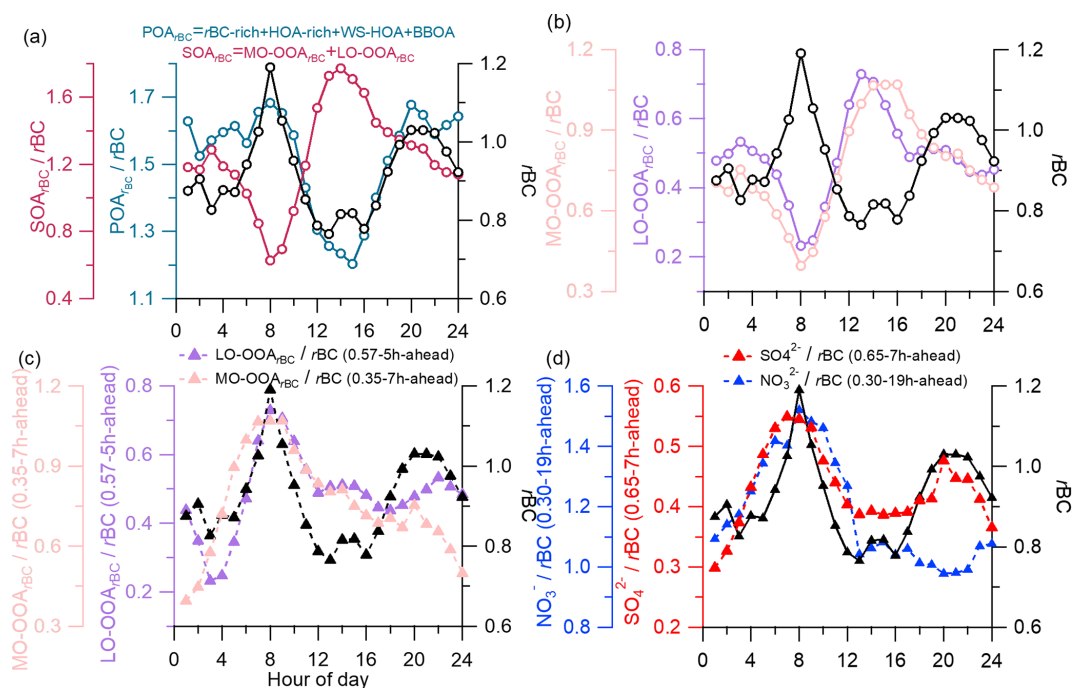 (a)
POA_rBC=rBC-rich+HOA-rich+WS-HOA+BBOA
SOA_rBC=MO-OOA_rBC+LO-OOA_rBC
SOA_rBC / rBC
1.6
1.2
0.8
0.4
POA_rBC / rBC
1.7
1.5
1.3
1.1
rBC
1.2
1.0
0.8
0.6
0 4 8 12 16 20 24
(b)
MO-OOA_rBC / rBC
1.2
0.9
0.6
0.3
LO-OOA_rBC / rBC
0.8
0.6
0.4
0.2
rBC
1.2
1.0
0.8
0.6
0 4 8 12 16 20 24
(c)
LO-OOA_rBC / rBC (0.57-5h-ahead)
MO-OOA_rBC / rBC (0.35-7h-ahead)
MO-OOA_rBC / rBC (0.35-7h-ahead)
1.2
0.9
0.6
0.3
LO-OOA_rBC / rBC (0.57-5h-ahead)
0.8
0.6
0.4
0.2
rBC
1.2
1.0
0.8
0.6
0 4 8 12 16 20 24
Hour of day
(d)
SO4²⁻ / rBC (0.65-7h-ahead)
NO₃⁻ / rBC (0.30-19h-ahead)
NO₃⁻ / rBC (0.30-19h-ahead)
1.6
1.4
1.2
1.0
0.8
SO₄²⁻ / rBC (0.65-7h-ahead)
0.6
0.5
0.4
0.3
0.2
rBC
1.2
1.0
0.8
0.6
0 4 8 12 16 20 24